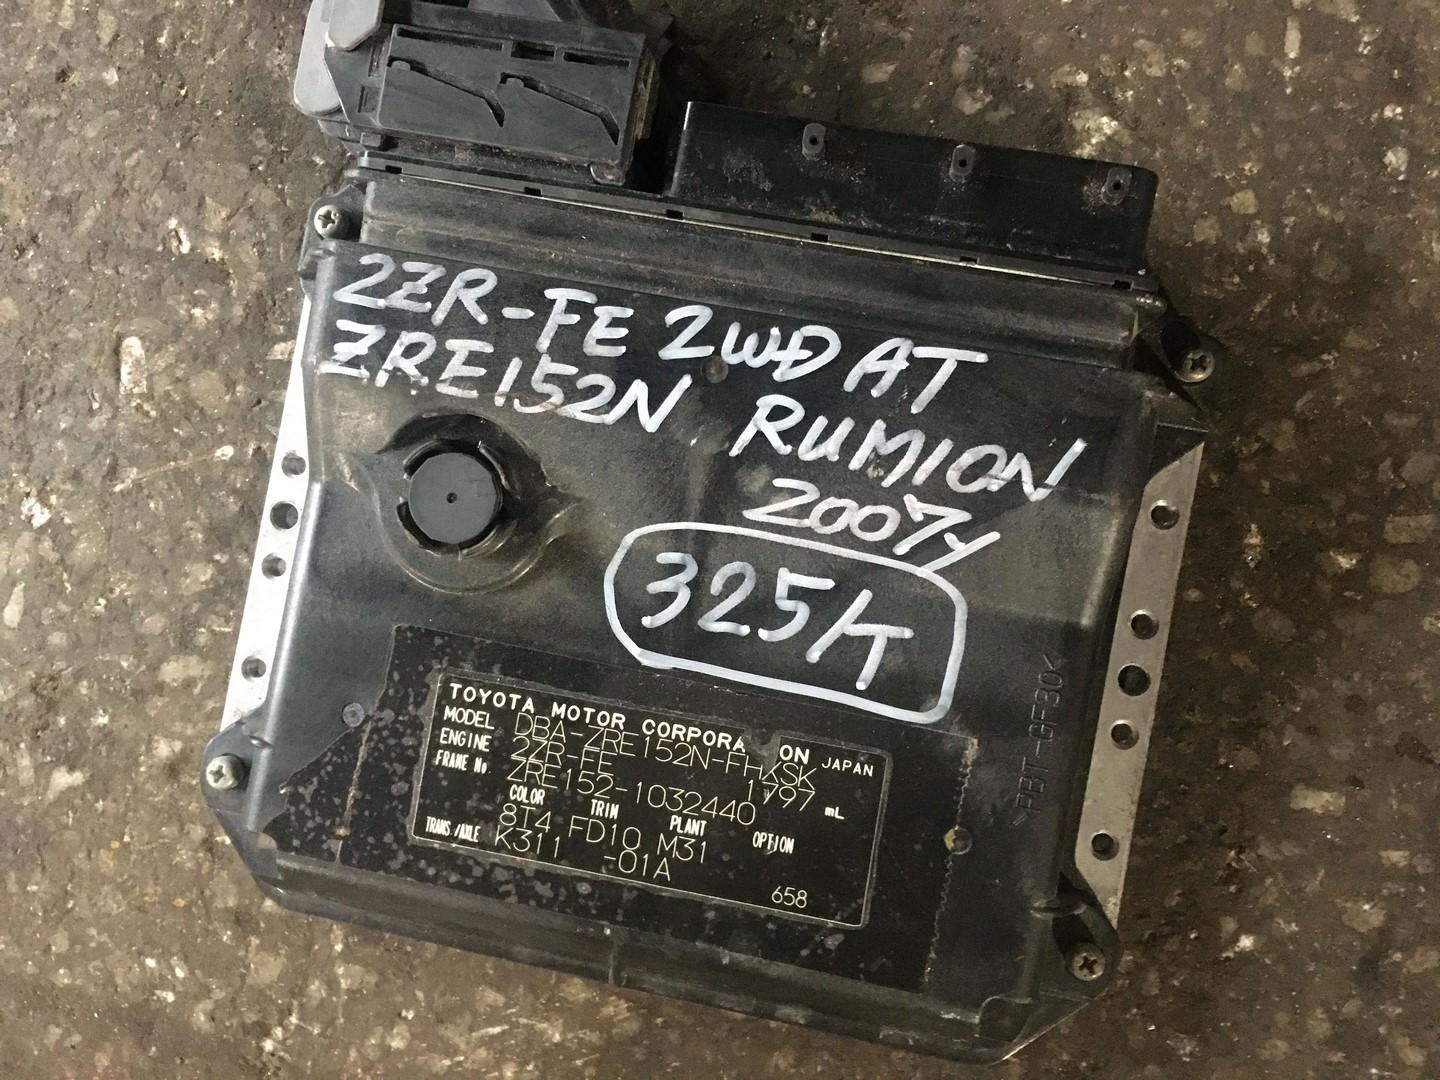 2ZR-FE 2WD AT
ZRE152N RUMION
2007y
325/K
TOYOTA MOTOR CORPORA ON JAPAN
MODEL DBA-ZRE152N-FHXSK
ENGINE 2ZR-FE 1797 mL
FRAME No. ZRE152-1032440
COLOR TRIM PLANT OPTION
8T4 FD10 M31
TRANS./AXLE K311 -01A
658
>PBT-GF30<